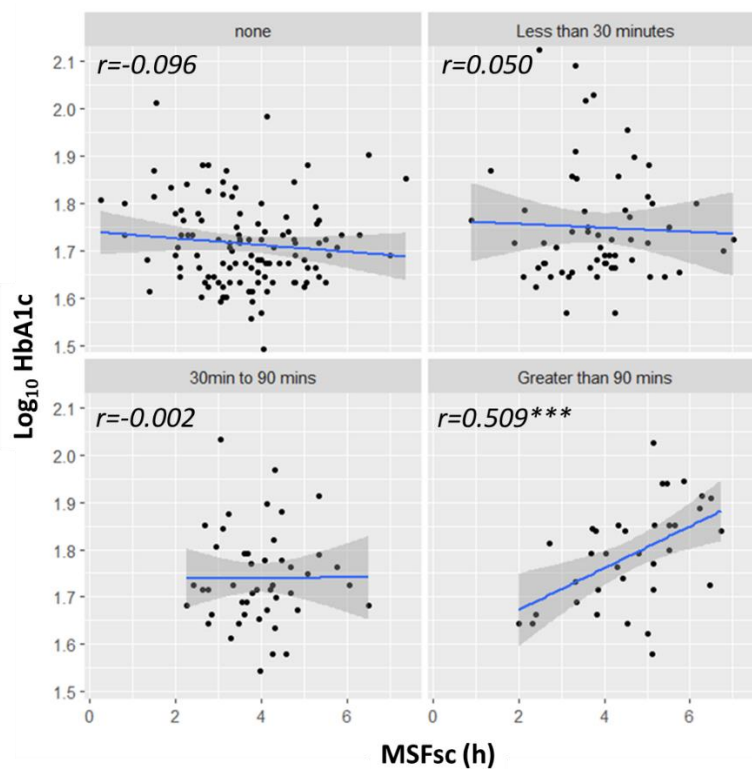 none
Less than 30 minutes
r=-0.096
r=0.050
2.1
2.0
1.9
1.8
1.7
1.6
1.5
30min to 90 mins
Greater than 90 mins
r=-0.002
r=0.509***
2.1
2.0
1.9
1.8
1.7
1.6
1.5
Log₁₀ HbA1c
0 2 4 6 0 2 4 6
MSFsc (h)